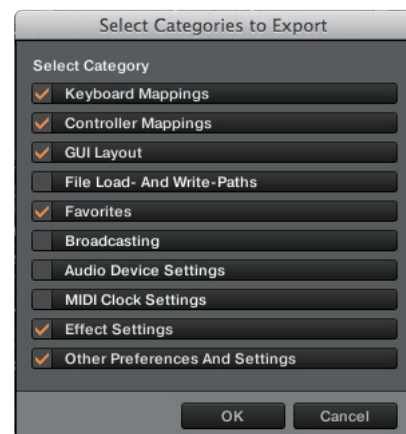 Select Categories to Export
Select Category
Keyboard Mappings
Controller Mappings
GUI Layout
File Load- And Write-Paths
Favorites
Broadcasting
Audio Device Settings
MIDI Clock Settings
Effect Settings
Other Preferences And Settings
OK Cancel